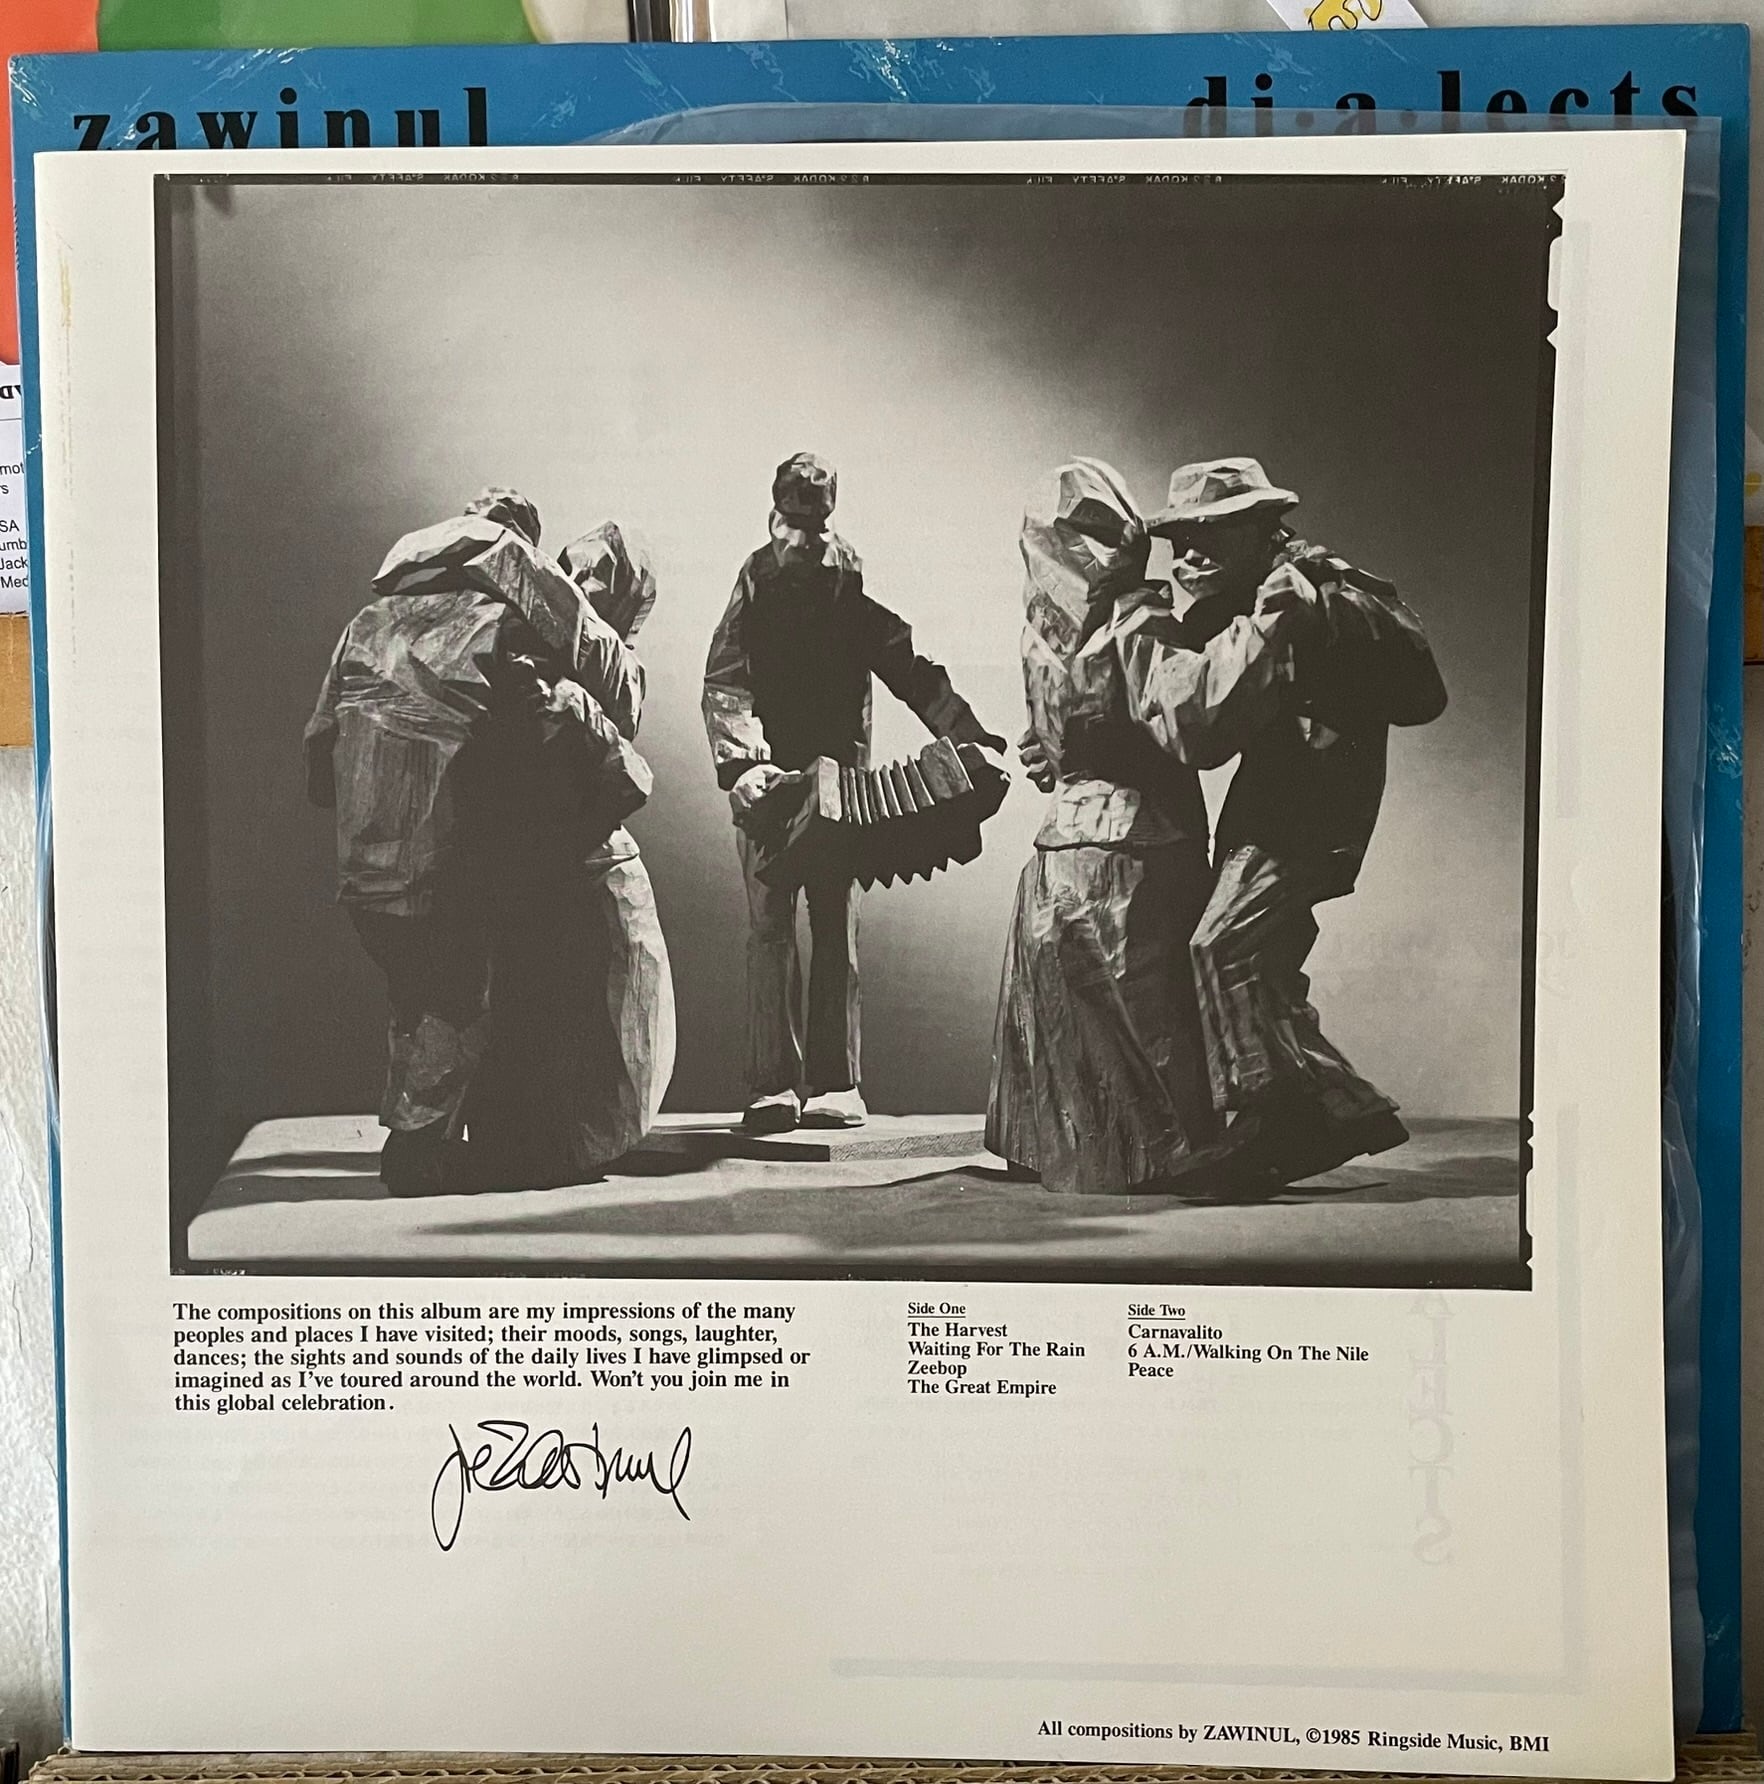 zawinul
di·a·lects
The compositions on this album are my impressions of the many
peoples and places I have visited; their moods, songs, laughter,
dances; the sights and sounds of the daily lives I have glimpsed or
imagined as I've toured around the world. Won't you join me in
this global celebration.
Joe Zawinul
Side One
The Harvest
Waiting For The Rain
Zeebop
The Great Empire
Side Two
Carnavalito
6 A.M./Walking On The Nile
Peace
All compositions by ZAWINUL, ©1985 Ringside Music, BMI
SA
Jack